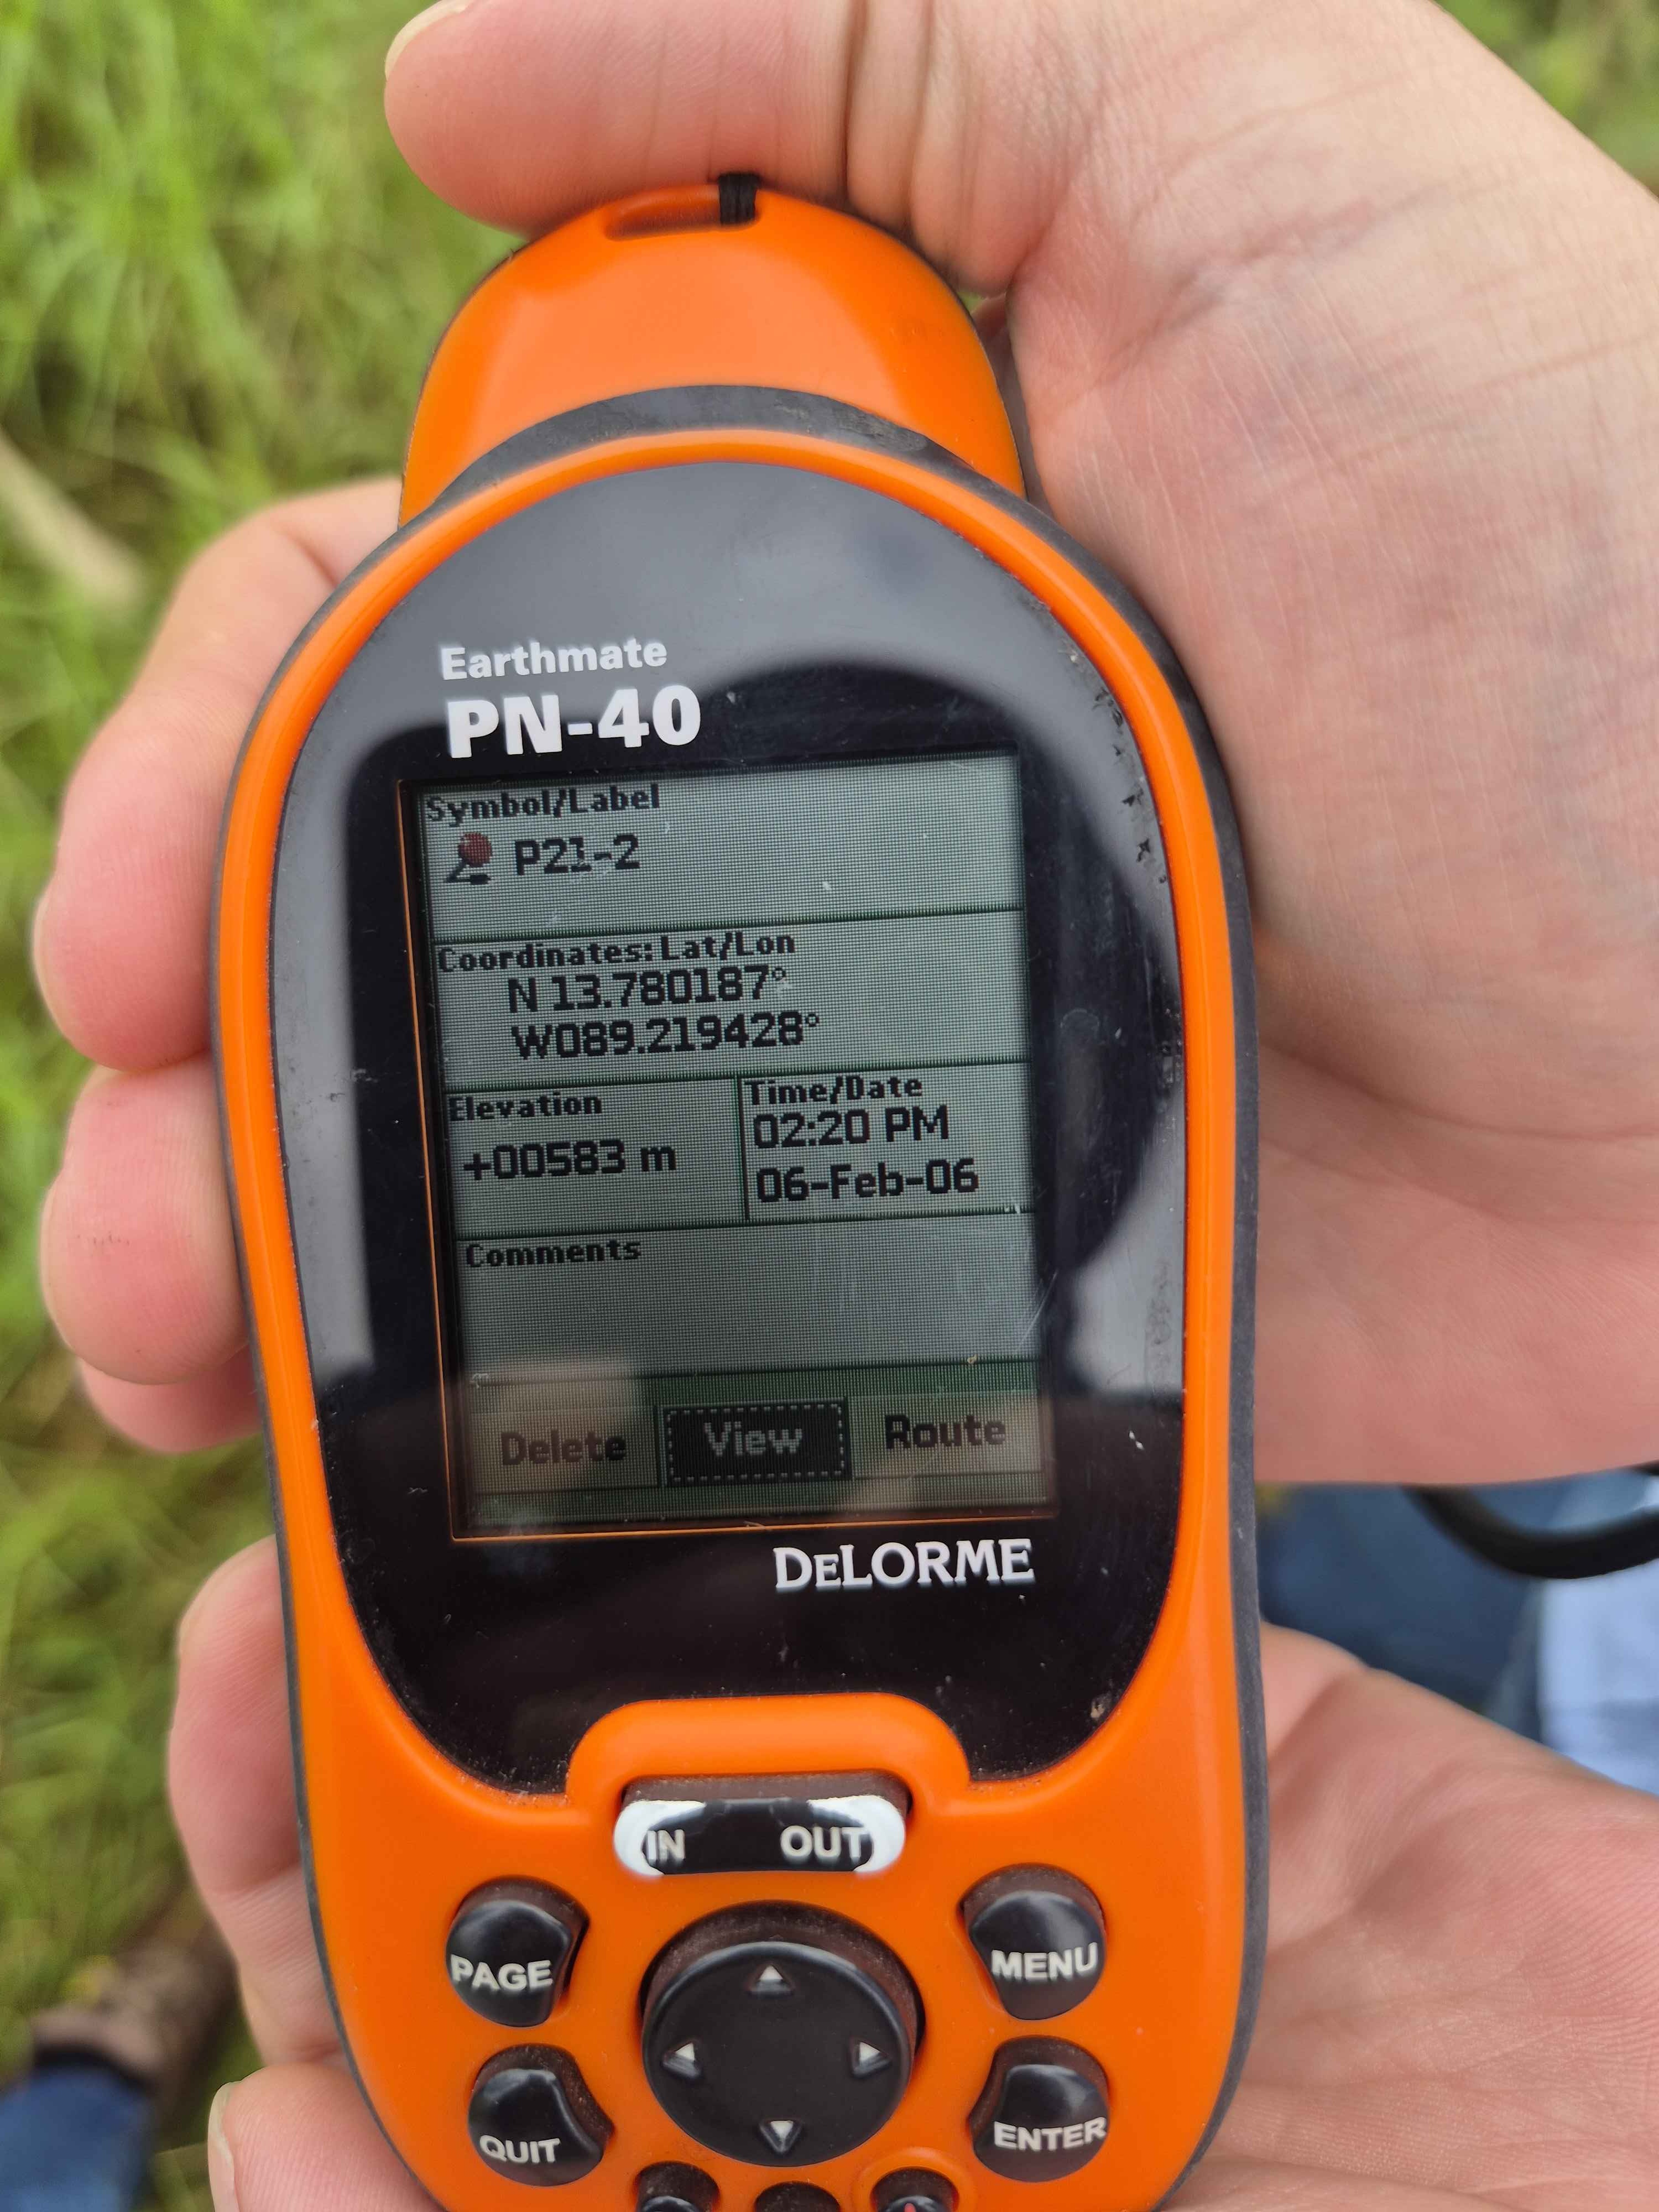 Earthmate
PN-40
Symbol/Label
P21-2
Coordinates: Lat/Lon
N 13.780187°
W089.219428°
Elevation
+00583 m
Time/Date
02:20 PM
06-Feb-06
Comments
Delete View Route
DeLORME
IN OUT
PAGE MENU
QUIT ENTER